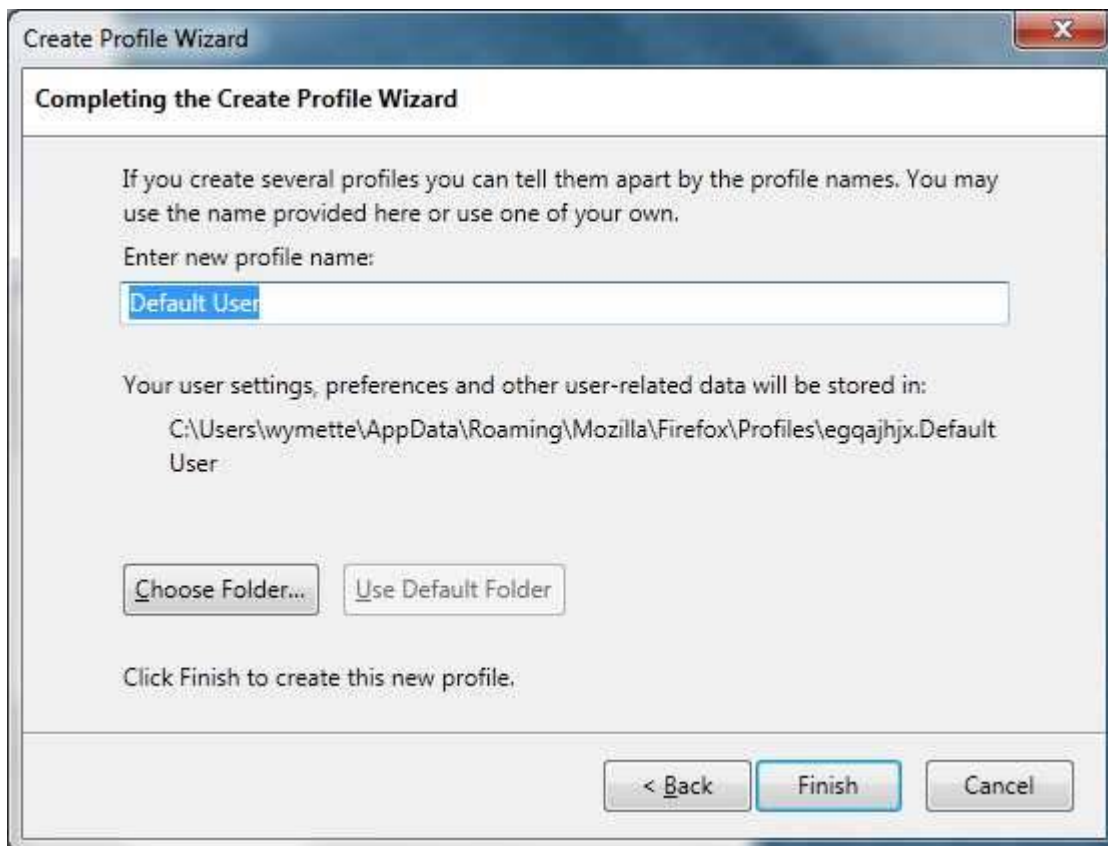 Create Profile Wizard
Completing the Create Profile Wizard
If you create several profiles you can tell them apart by the profile names. You may
use the name provided here or use one of your own.
Enter new profile name:
Default User
Your user settings, preferences and other user-related data will be stored in:
C:\Users\wymette\AppData\Roaming\Mozilla\Firefox\Profiles\egqajhjx.Default
User
Choose Folder...
Use Default Folder
Click Finish to create this new profile.
< Back
Finish
Cancel